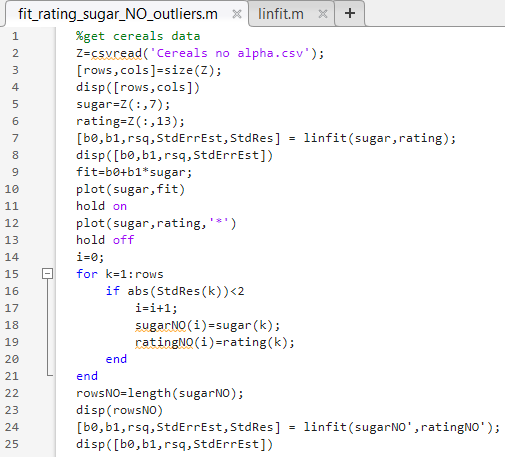 fit_rating_sugar_NO_outliers.m × linfit.m × +
1 %get cereals data
2 Z=csvread('Cereals no alpha.csv');
3 [rows,cols]=size(Z);
4 disp([rows,cols])
5 sugar=Z(:,7);
6 rating=Z(:,13);
7 [b0,b1,rsq,StdErrEst,StdRes] = linfit(sugar,rating);
8 disp([b0,b1,rsq,StdErrEst])
9 fit=b0+b1*sugar;
10 plot(sugar,fit)
11 hold on
12 plot(sugar,rating,'*')
13 hold off
14 i=0;
15 for k=1:rows
16 if abs(StdRes(k))<2
17 i=i+1;
18 sugarNO(i)=sugar(k);
19 ratingNO(i)=rating(k);
20 end
21 end
22 rowsNO=length(sugarNO);
23 disp(rowsNO)
24 [b0,b1,rsq,StdErrEst,StdRes] = linfit(sugarNO',ratingNO');
25 disp([b0,b1,rsq,StdErrEst])